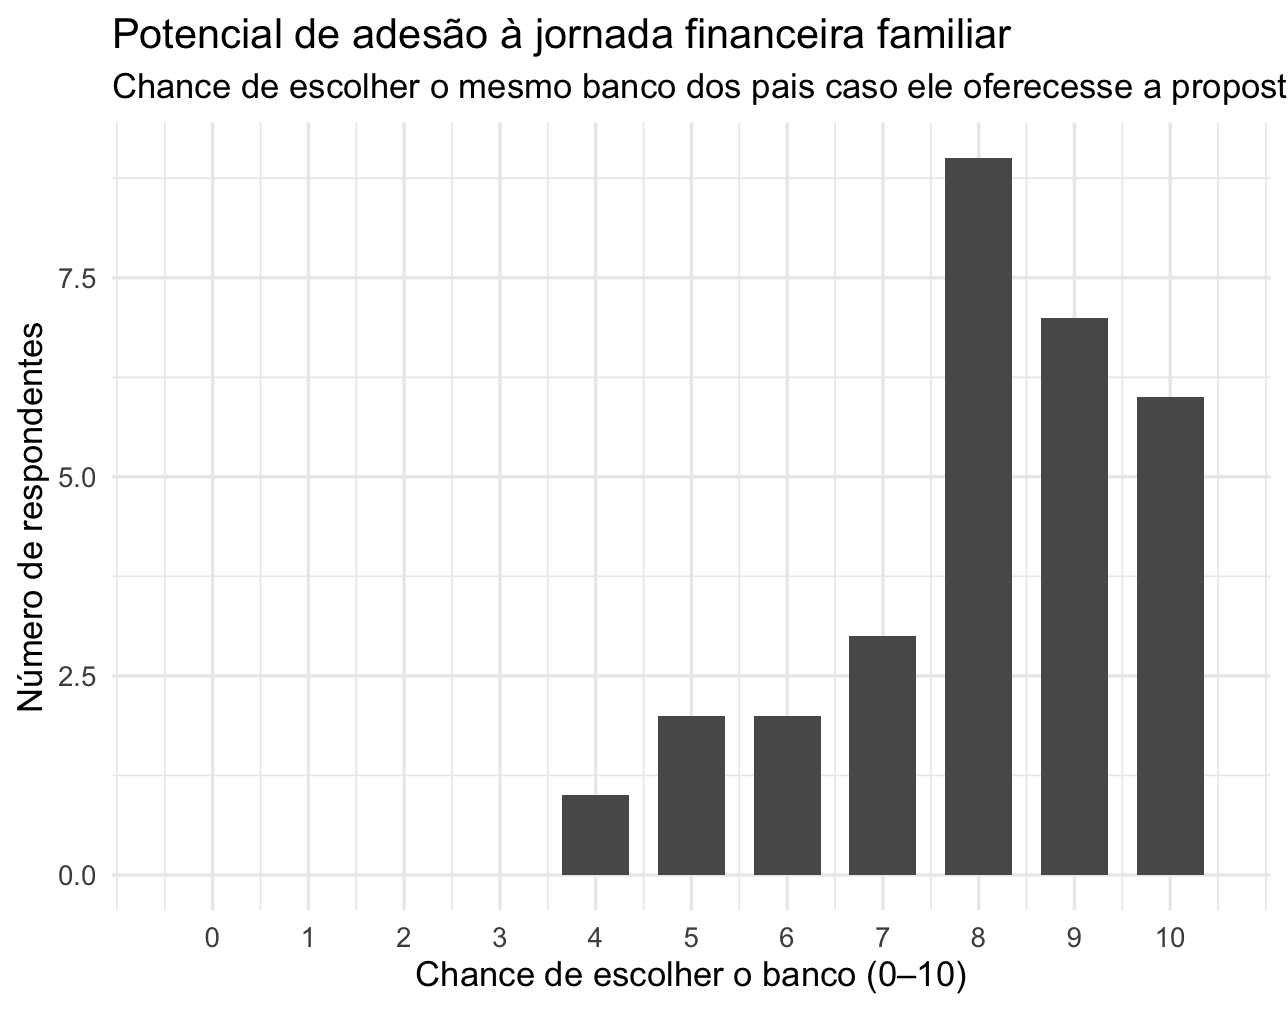 Potencial de adesão à jornada financeira familiar
Chance de escolher o mesmo banco dos pais caso ele oferecesse a propost
7.5
5.0
2.5
0.0
Número de respondentes
0 1 2 3 4 5 6 7 8 9 10
Chance de escolher o banco (0–10)